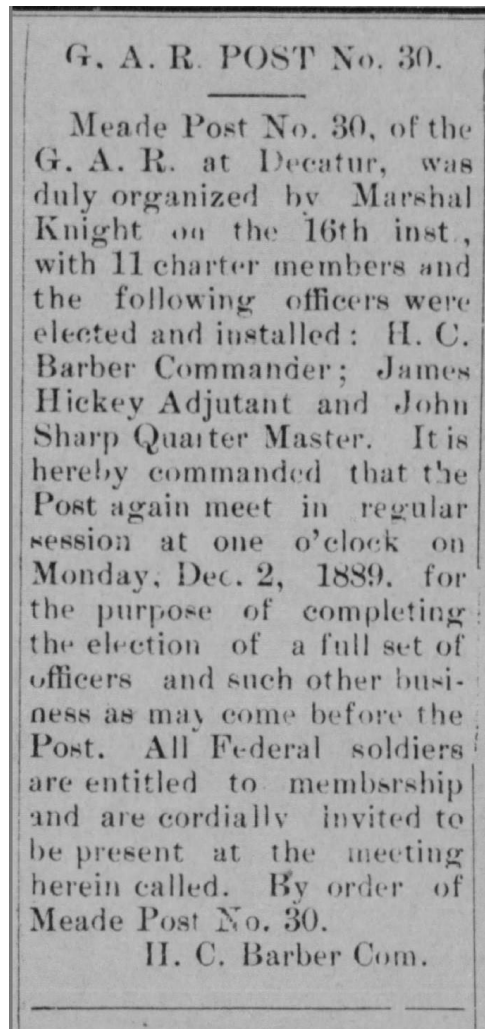 G. A. R. POST No. 30.
Meade Post No. 30, of the
G. A. R. at Decatur, was
duly organized by Marshal
Knight on the 16th inst.,
with 11 charter members and
the following officers were
elected and installed: H. C.
Barber Commander; James
Hickey Adjutant and John
Sharp Quarter Master. It is
hereby commanded that the
Post again meet in regular
session at one o'clock on
Monday, Dec. 2, 1889. for
the purpose of completing
the election of a full set of
officers and such other busi-
ness as may come before the
Post. All Federal soldiers
are entitled to membsrship
and are cordially invited to
be present at the meeting
herein called. By order of
Meade Post No. 30.
H. C. Barber Com.